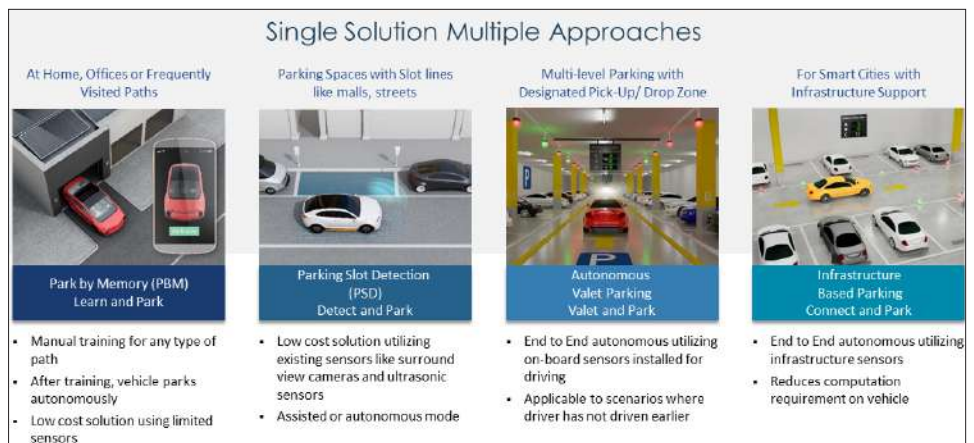 Single Solution Multiple Approaches
At Home, Offices or Frequently
Visited Paths
Park by Memory (PBM)
Learn and Park
• Manual training for any type of
path
• After training, vehicle parks
autonomously
• Low cost solution using limited
sensors
Parking Spaces with Slot lines
like malls, streets
Parking Slot Detection
(PSD)
Detect and Park
• Low cost solution utilizing
existing sensors like surround
view cameras and ultrasonic
sensors
• Assisted or autonomous mode
Multi-level Parking with
Designated Pick-Up/ Drop Zone
P
P
Autonomous
Valet Parking
Valet and Park
• End to End autonomous utilizing
on-board sensors installed for
driving
• Applicable to scenarios where
driver has not driven earlier
For Smart Cities with
Infrastructure Support
Infrastructure
Based Parking
Connect and Park
• End to End autonomous utilizing
infrastructure sensors
• Reduces computation
requirement on vehicle